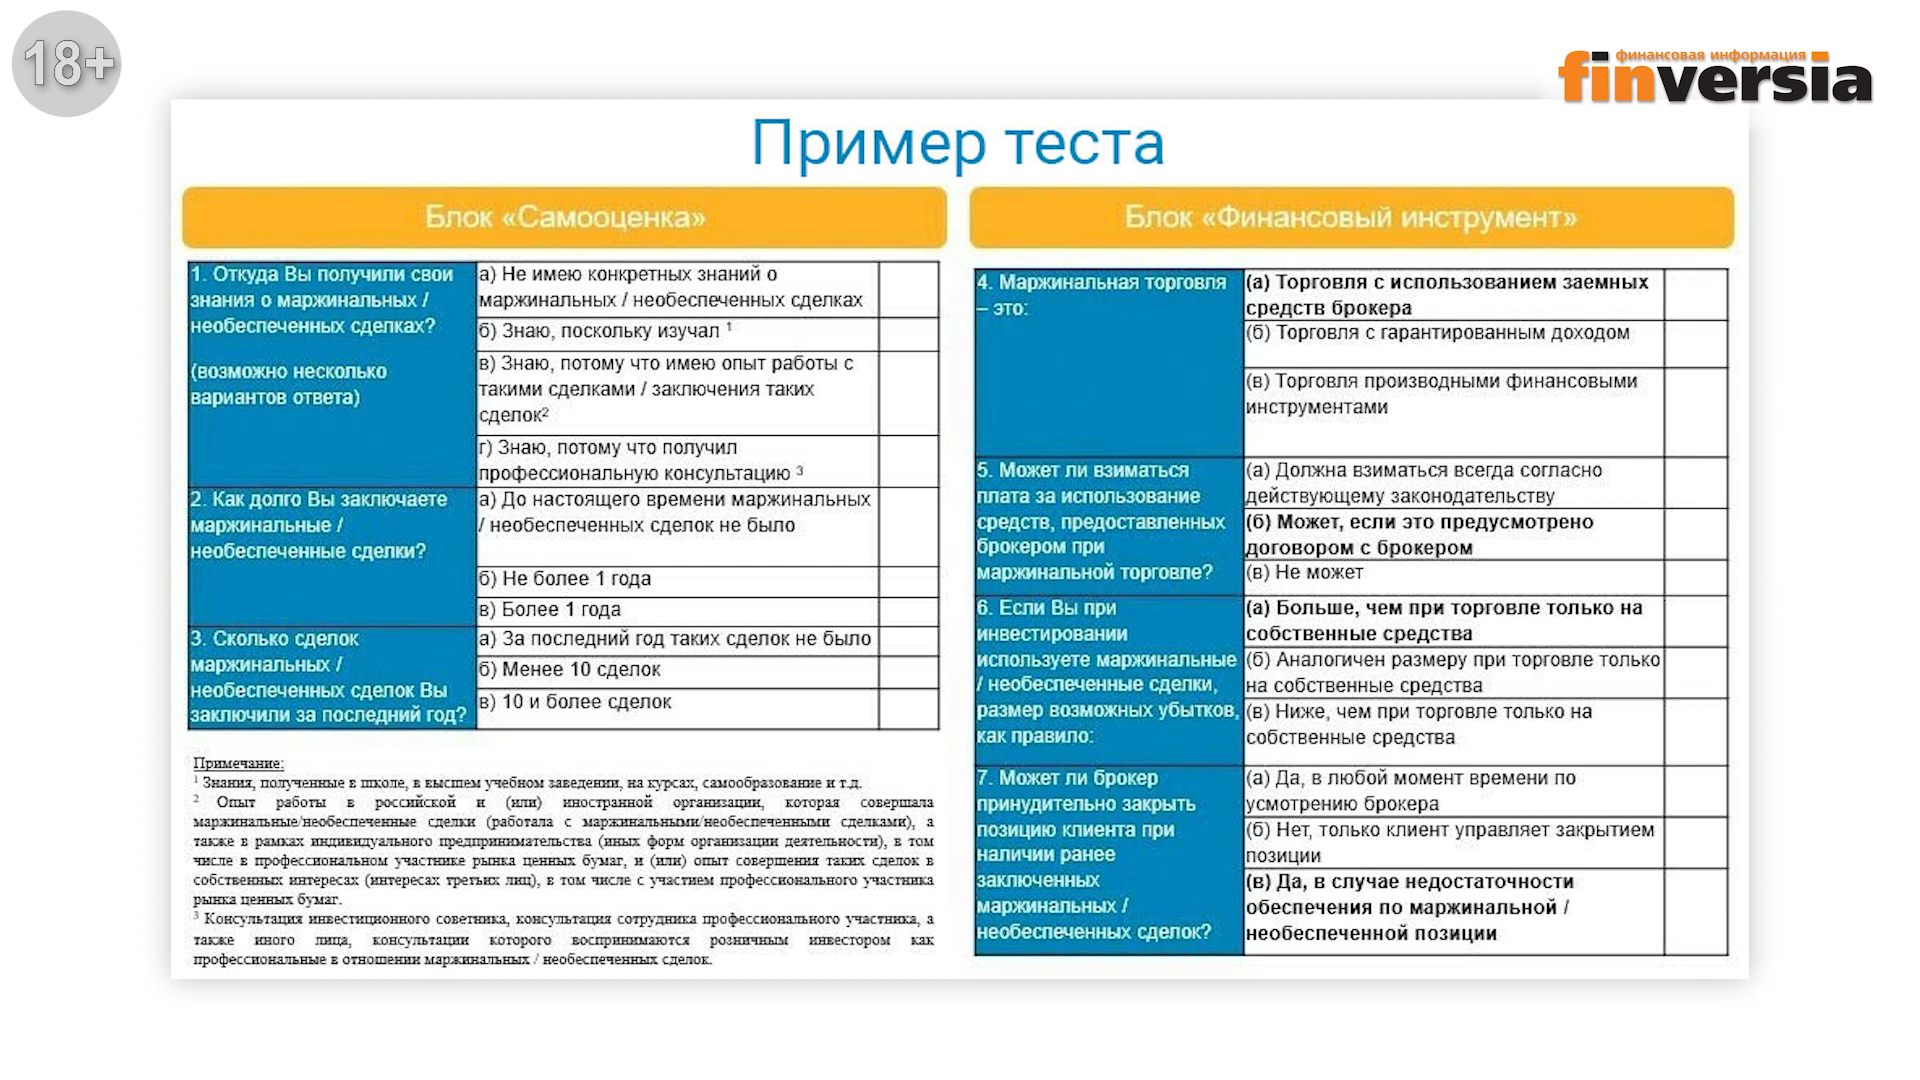 18+
финансовая информация
finversia
Пример теста
Блок «Самооценка»
1. Откуда Вы получили свои
знания о маржинальных /
необеспеченных сделках?
(возможно несколько
вариантов ответа)
а) Не имею конкретных знаний о
маржинальных / необеспеченных сделках
б) Знаю, поскольку изучал ¹
в) Знаю, потому что имею опыт работы с
такими сделками / заключения таких
сделок²
г) Знаю, потому что получил
профессиональную консультацию ³
2. Как долго Вы заключаете
маржинальные /
необеспеченные сделки?
а) До настоящего времени маржинальных
/ необеспеченных сделок не было
б) Не более 1 года
в) Более 1 года
3. Сколько сделок
маржинальных /
необеспеченных сделок Вы
заключили за последний год?
а) За последний год таких сделок не было
б) Менее 10 сделок
в) 10 и более сделок
Примечание:
¹ Знания, полученные в школе, в высшем учебном заведении, на курсах, самообразование и т.д.
² Опыт работы в российской и (или) иностранной организации, которая совершала
маржинальные/необеспеченные сделки (работала с маржинальными/необеспеченными сделками), а
также в рамках индивидуального предпринимательства (иных форм организации деятельности), в том
числе в профессиональном участнике рынка ценных бумаг, и (или) опыт совершения таких сделок в
собственных интересах (интересах третьих лиц), в том числе с участием профессионального участника
рынка ценных бумаг.
³ Консультация инвестиционного советника, консультация сотрудника профессионального участника, а
также иного лица, консультации которого воспринимаются розничным инвестором как
профессиональные в отношении маржинальных / необеспеченных сделок.
Блок «Финансовый инструмент»
4. Маржинальная торговля
– это:
(а) Торговля с использованием заемных
средств брокера
(б) Торговля с гарантированным доходом
(в) Торговля производными финансовыми
инструментами
5. Может ли взиматься
плата за использование
средств, предоставленных
брокером при
маржинальной торговле?
(а) Должна взиматься всегда согласно
действующему законодательству
(б) Может, если это предусмотрено
договором с брокером
(в) Не может
6. Если Вы при
инвестировании
используете маржинальные
/ необеспеченные сделки,
размер возможных убытков,
как правило:
(а) Больше, чем при торговле только на
собственные средства
(б) Аналогичен размеру при торговле только
на собственные средства
(в) Ниже, чем при торговле только на
собственные средства
7. Может ли брокер
принудительно закрыть
позицию клиента при
наличии ранее
заключенных
маржинальных /
необеспеченных сделок?
(а) Да, в любой момент времени по
усмотрению брокера
(б) Нет, только клиент управляет закрытием
позиции
(в) Да, в случае недостаточности
обеспечения по маржинальной /
необеспеченной позиции